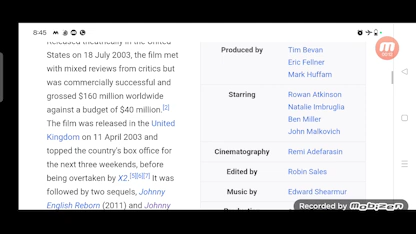 8:45
Released theatrically in the United
States on 18 July 2003, the film met
with mixed reviews from critics but
was commercially successful and
grossed $160 million worldwide
against a budget of $40 million.[2]
The film was released in the United
Kingdom on 11 April 2003 and
topped the country's box office for
the next three weekends, before
being overtaken by X2.[5][6][7] It was
followed by two sequels, Johnny
English Reborn (2011) and Johnny
Produced by Tim Bevan
Eric Fellner
Mark Huffam
Starring Rowan Atkinson
Natalie Imbruglia
Ben Miller
John Malkovich
Cinematography Remi Adefarasin
Edited by Robin Sales
Music by Edward Shearmur
Production
Recorded by Mobizen